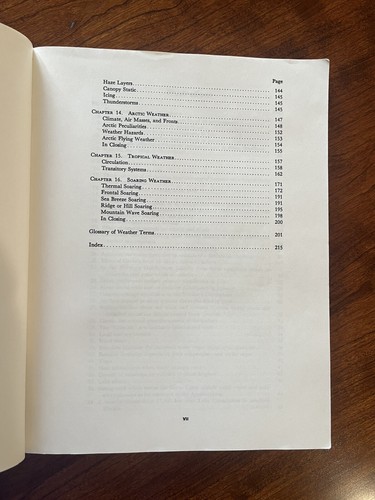 Page
Haze Layers 144
Canopy Static 145
Icing 145
Thunderstorms 145
CHAPTER 14. ARCTIC WEATHER 147
Climate, Air Masses, and Fronts 148
Arctic Peculiarities 152
Weather Hazards 153
Arctic Flying Weather 154
In Closing 155
CHAPTER 15. TROPICAL WEATHER 157
Circulation 158
Transitory Systems 162
CHAPTER 16. SOARING WEATHER 171
Thermal Soaring 172
Frontal Soaring 191
Sea Breeze Soaring 191
Ridge or Hill Soaring 195
Mountain Wave Soaring 198
In Closing 200
Glossary of Weather Terms 201
Index 215
VII